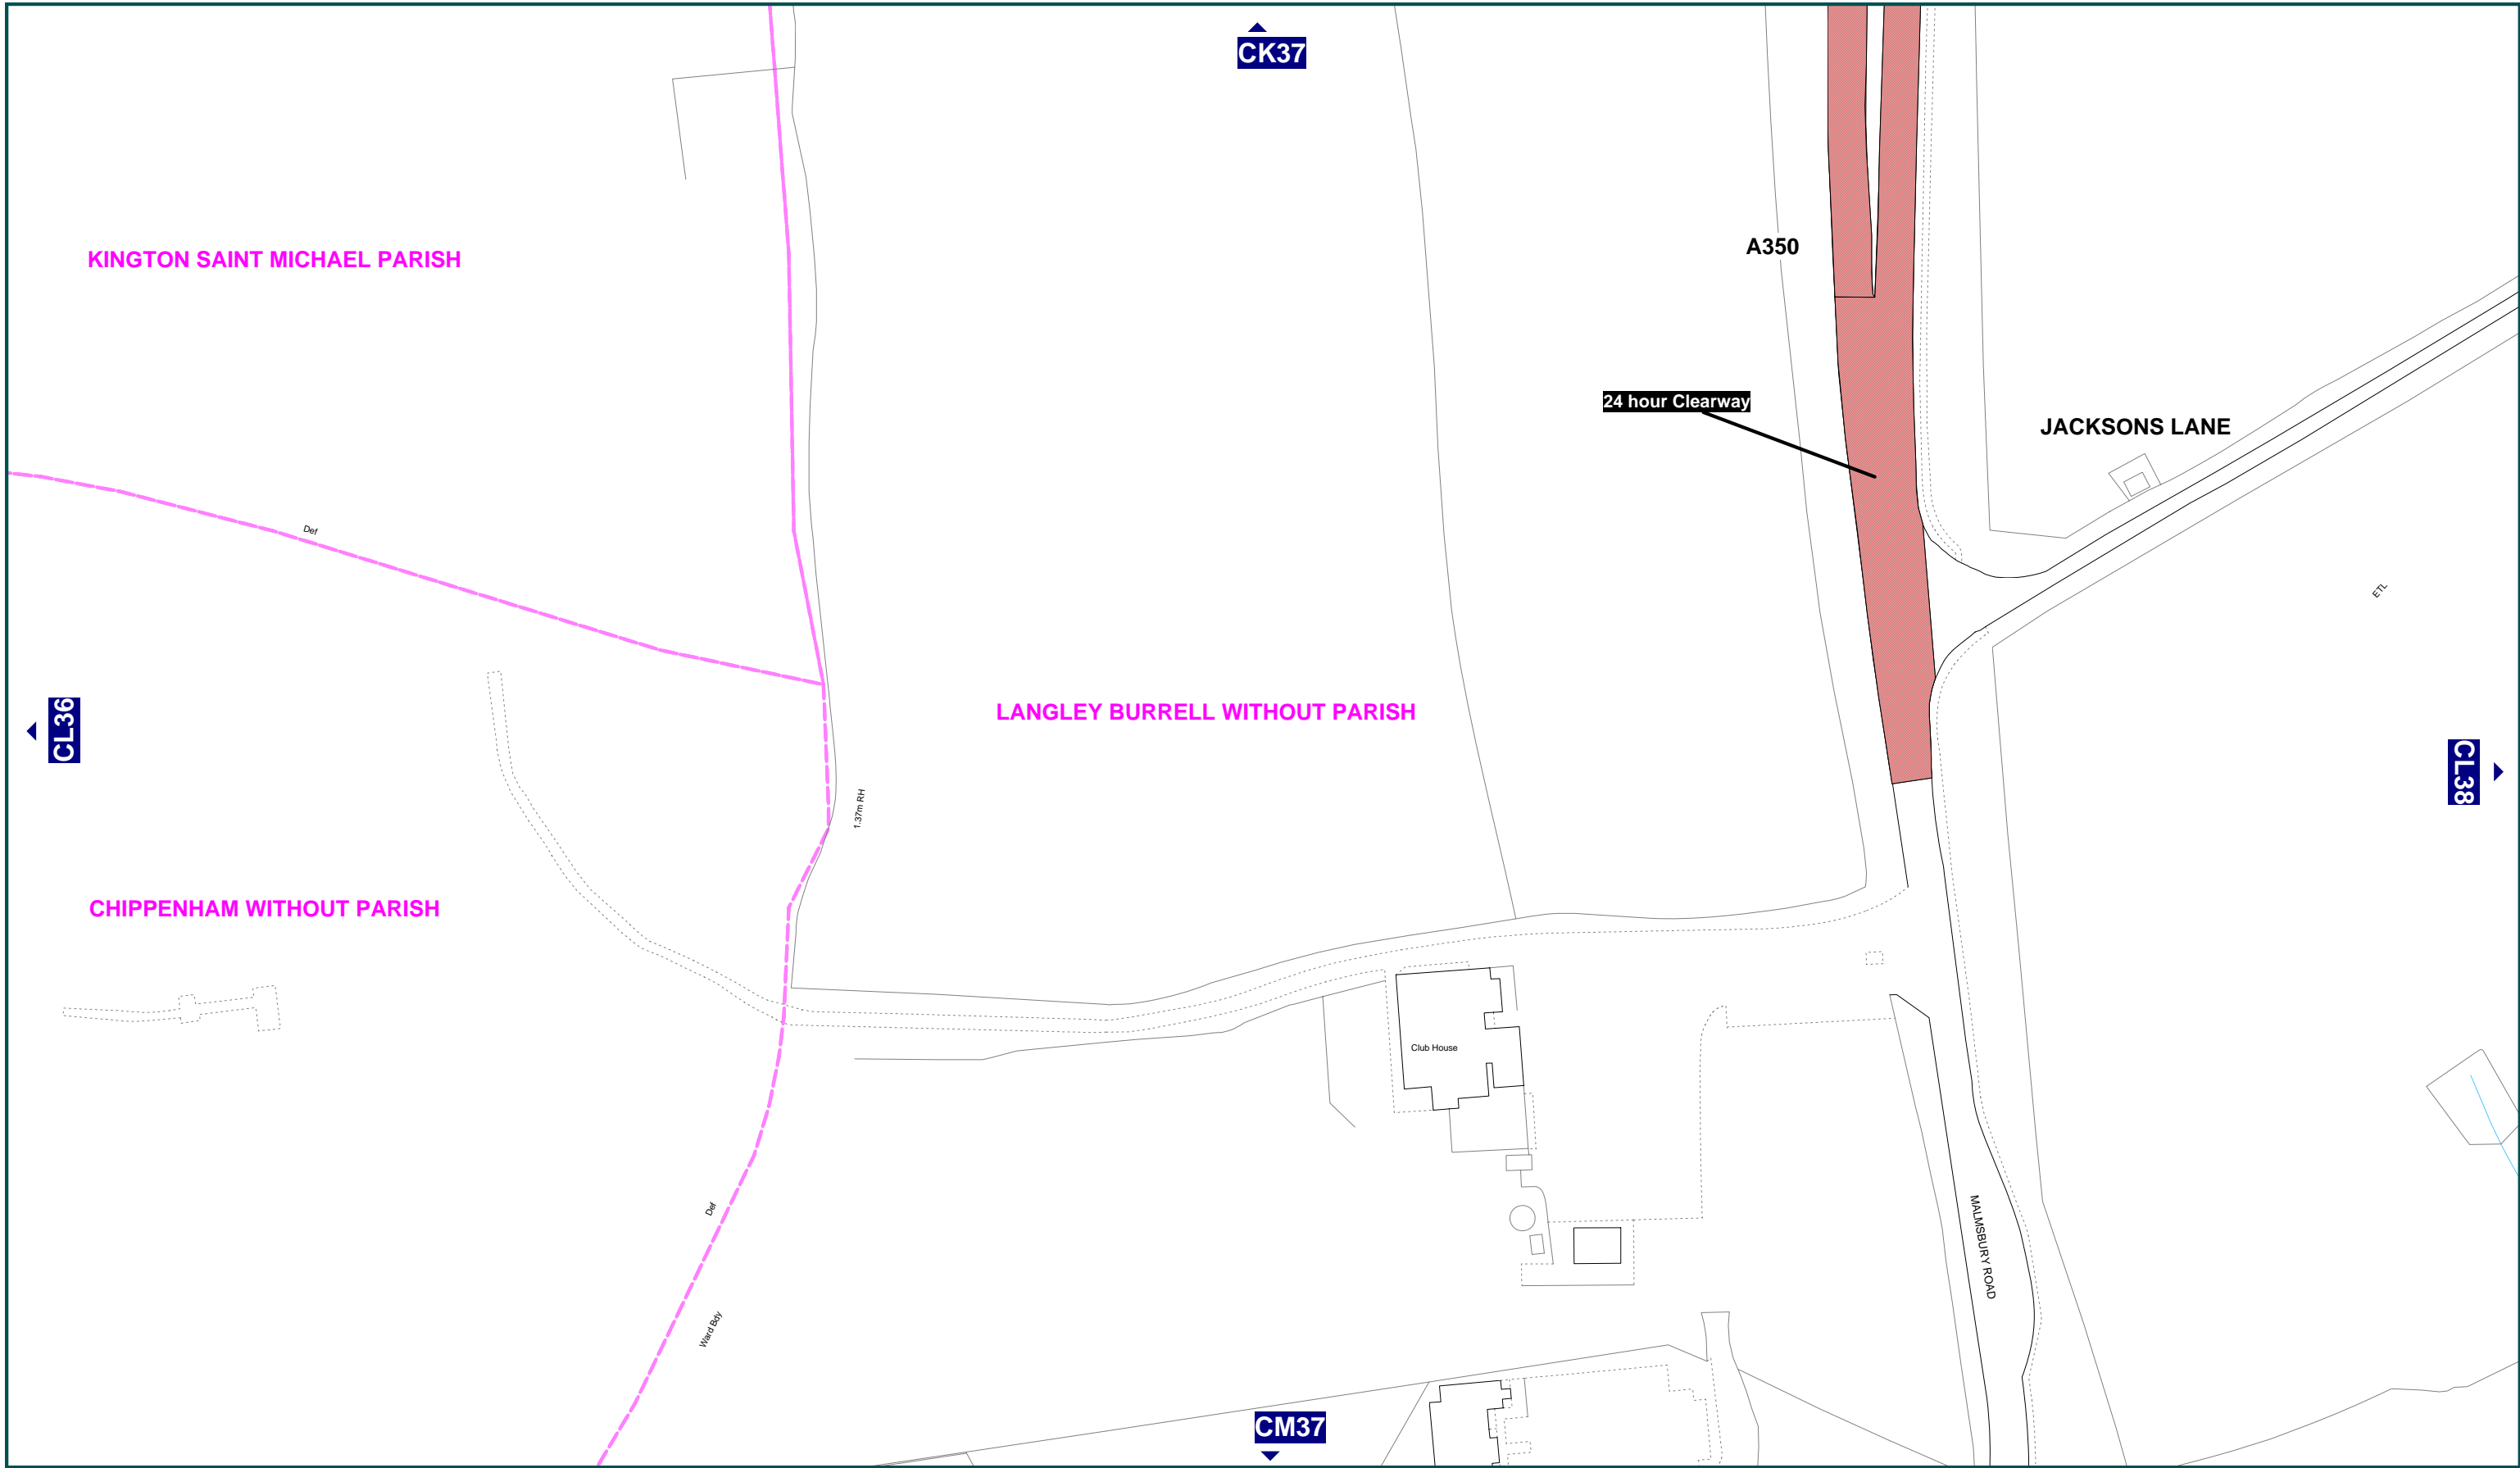 CK37
KINGTON SAINT MICHAEL PARISH
A350
24 hour Clearway
JACKSONS LANE
Def
ETL
CL36
LANGLEY BURRELL WITHOUT PARISH
CL38
1.37m RH
CHIPPENHAM WITHOUT PARISH
Club House
Def
MALMSBURY ROAD
Ward Bdy
CM37